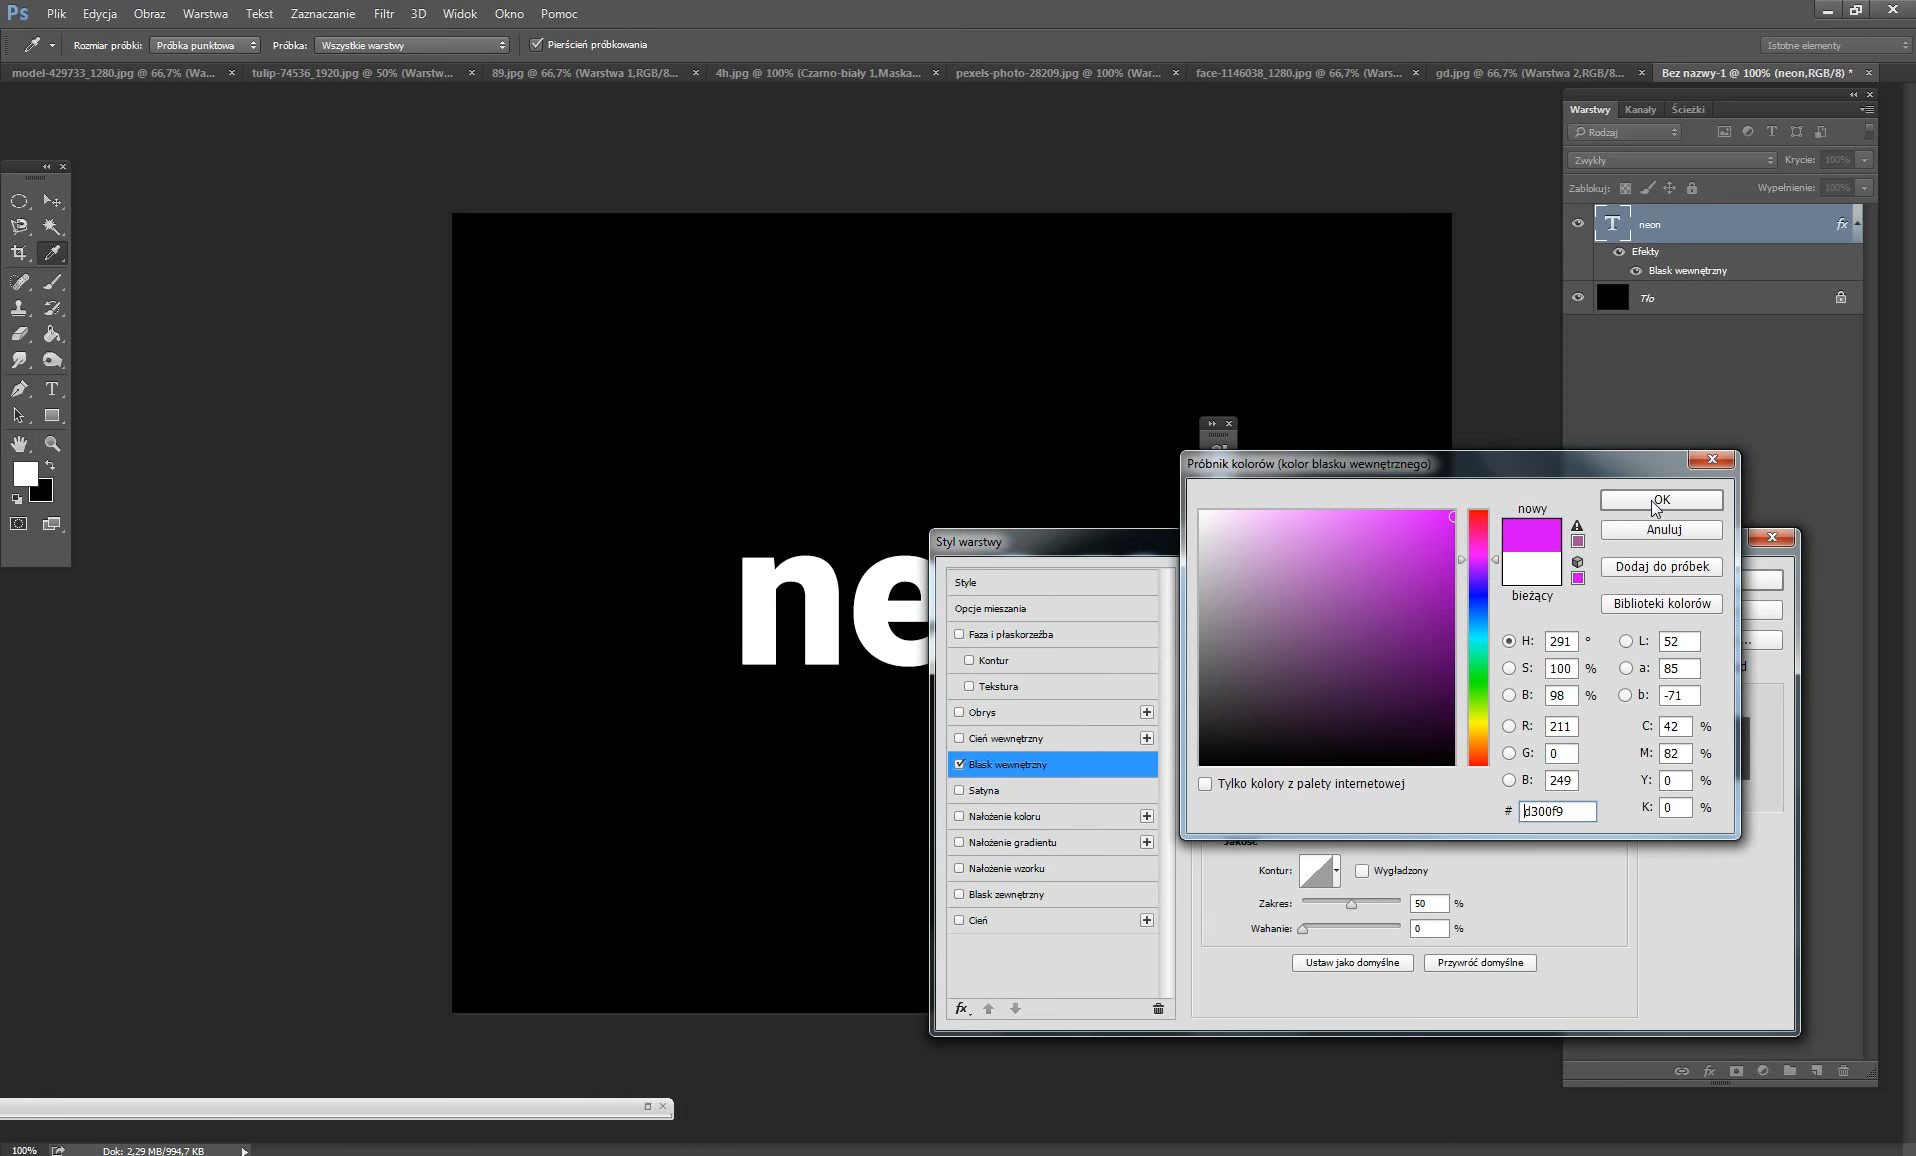 Ps Plik Edycja Obraz Warstwa Tekst Zaznaczanie Filtr 3D Widok Okno Pomoc
Rozmiar próbki: Próbka punktowa Próbka: Wszystkie warstwy Pierścień próbkowania Istotne elementy
model-429733_1280.jpg @ 66,7% (Wa... tulip-74536_1920.jpg @ 50% (Warstw... 89.jpg @ 66,7% (Warstwa 1,RGB/8... 4h.jpg @ 100% (Czarno-biały 1,Maska... pexels-photo-28209.jpg @ 100% (War... face-1146038_1280.jpg @ 66,7% (Wars... gd.jpg @ 66,7% (Warstwa 2,RGB/8... Bez nazwy-1 @ 100% (neon,RGB/8) *
Warstwy Kanały Ścieżki
Rodzaj
Zwykły Krycie: 100%
Zablokuj: Wypełnienie: 100%
T neon fx
Efekty
Blask wewnętrzny
Tło
ne
Próbnik kolorów (kolor blasku wewnętrznego)
nowy
bieżący
OK
Anuluj
Dodaj do próbek
Biblioteki kolorów
H: 291 ° L: 52
S: 100 % a: 85
B: 98 % b: -71
R: 211 C: 42 %
G: 0 M: 82 %
B: 249 Y: 0 %
# d300f9 K: 0 %
Tylko kolory z palety internetowej
Styl warstwy
Style
Opcje mieszania
Faza i płaskorzeźba
Kontur
Tekstura
Obrys
Cień wewnętrzny
Blask wewnętrzny
Satyna
Nałożenie koloru
Nałożenie gradientu
Nałożenie wzorku
Blask zewnętrzny
Cień
fx
Jakość
Kontur: Wygładzony
Zakres: 50 %
Wahanie: 0 %
Ustaw jako domyślne Przywróć domyślne
fx
100% Dok: 2,29 MB/994,7 KB